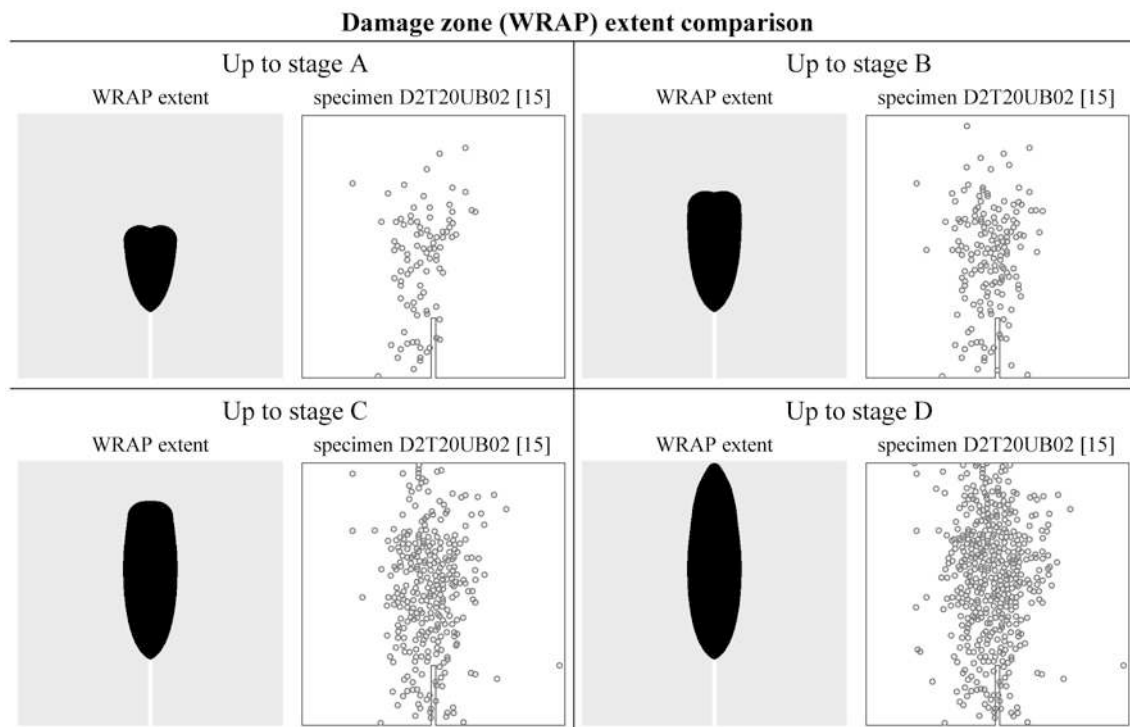 Damage zone (WRAP) extent comparison
Up to stage A
WRAP extent
specimen D2T20UB02 [15]
Up to stage B
WRAP extent
specimen D2T20UB02 [15]
Up to stage C
WRAP extent
specimen D2T20UB02 [15]
Up to stage D
WRAP extent
specimen D2T20UB02 [15]